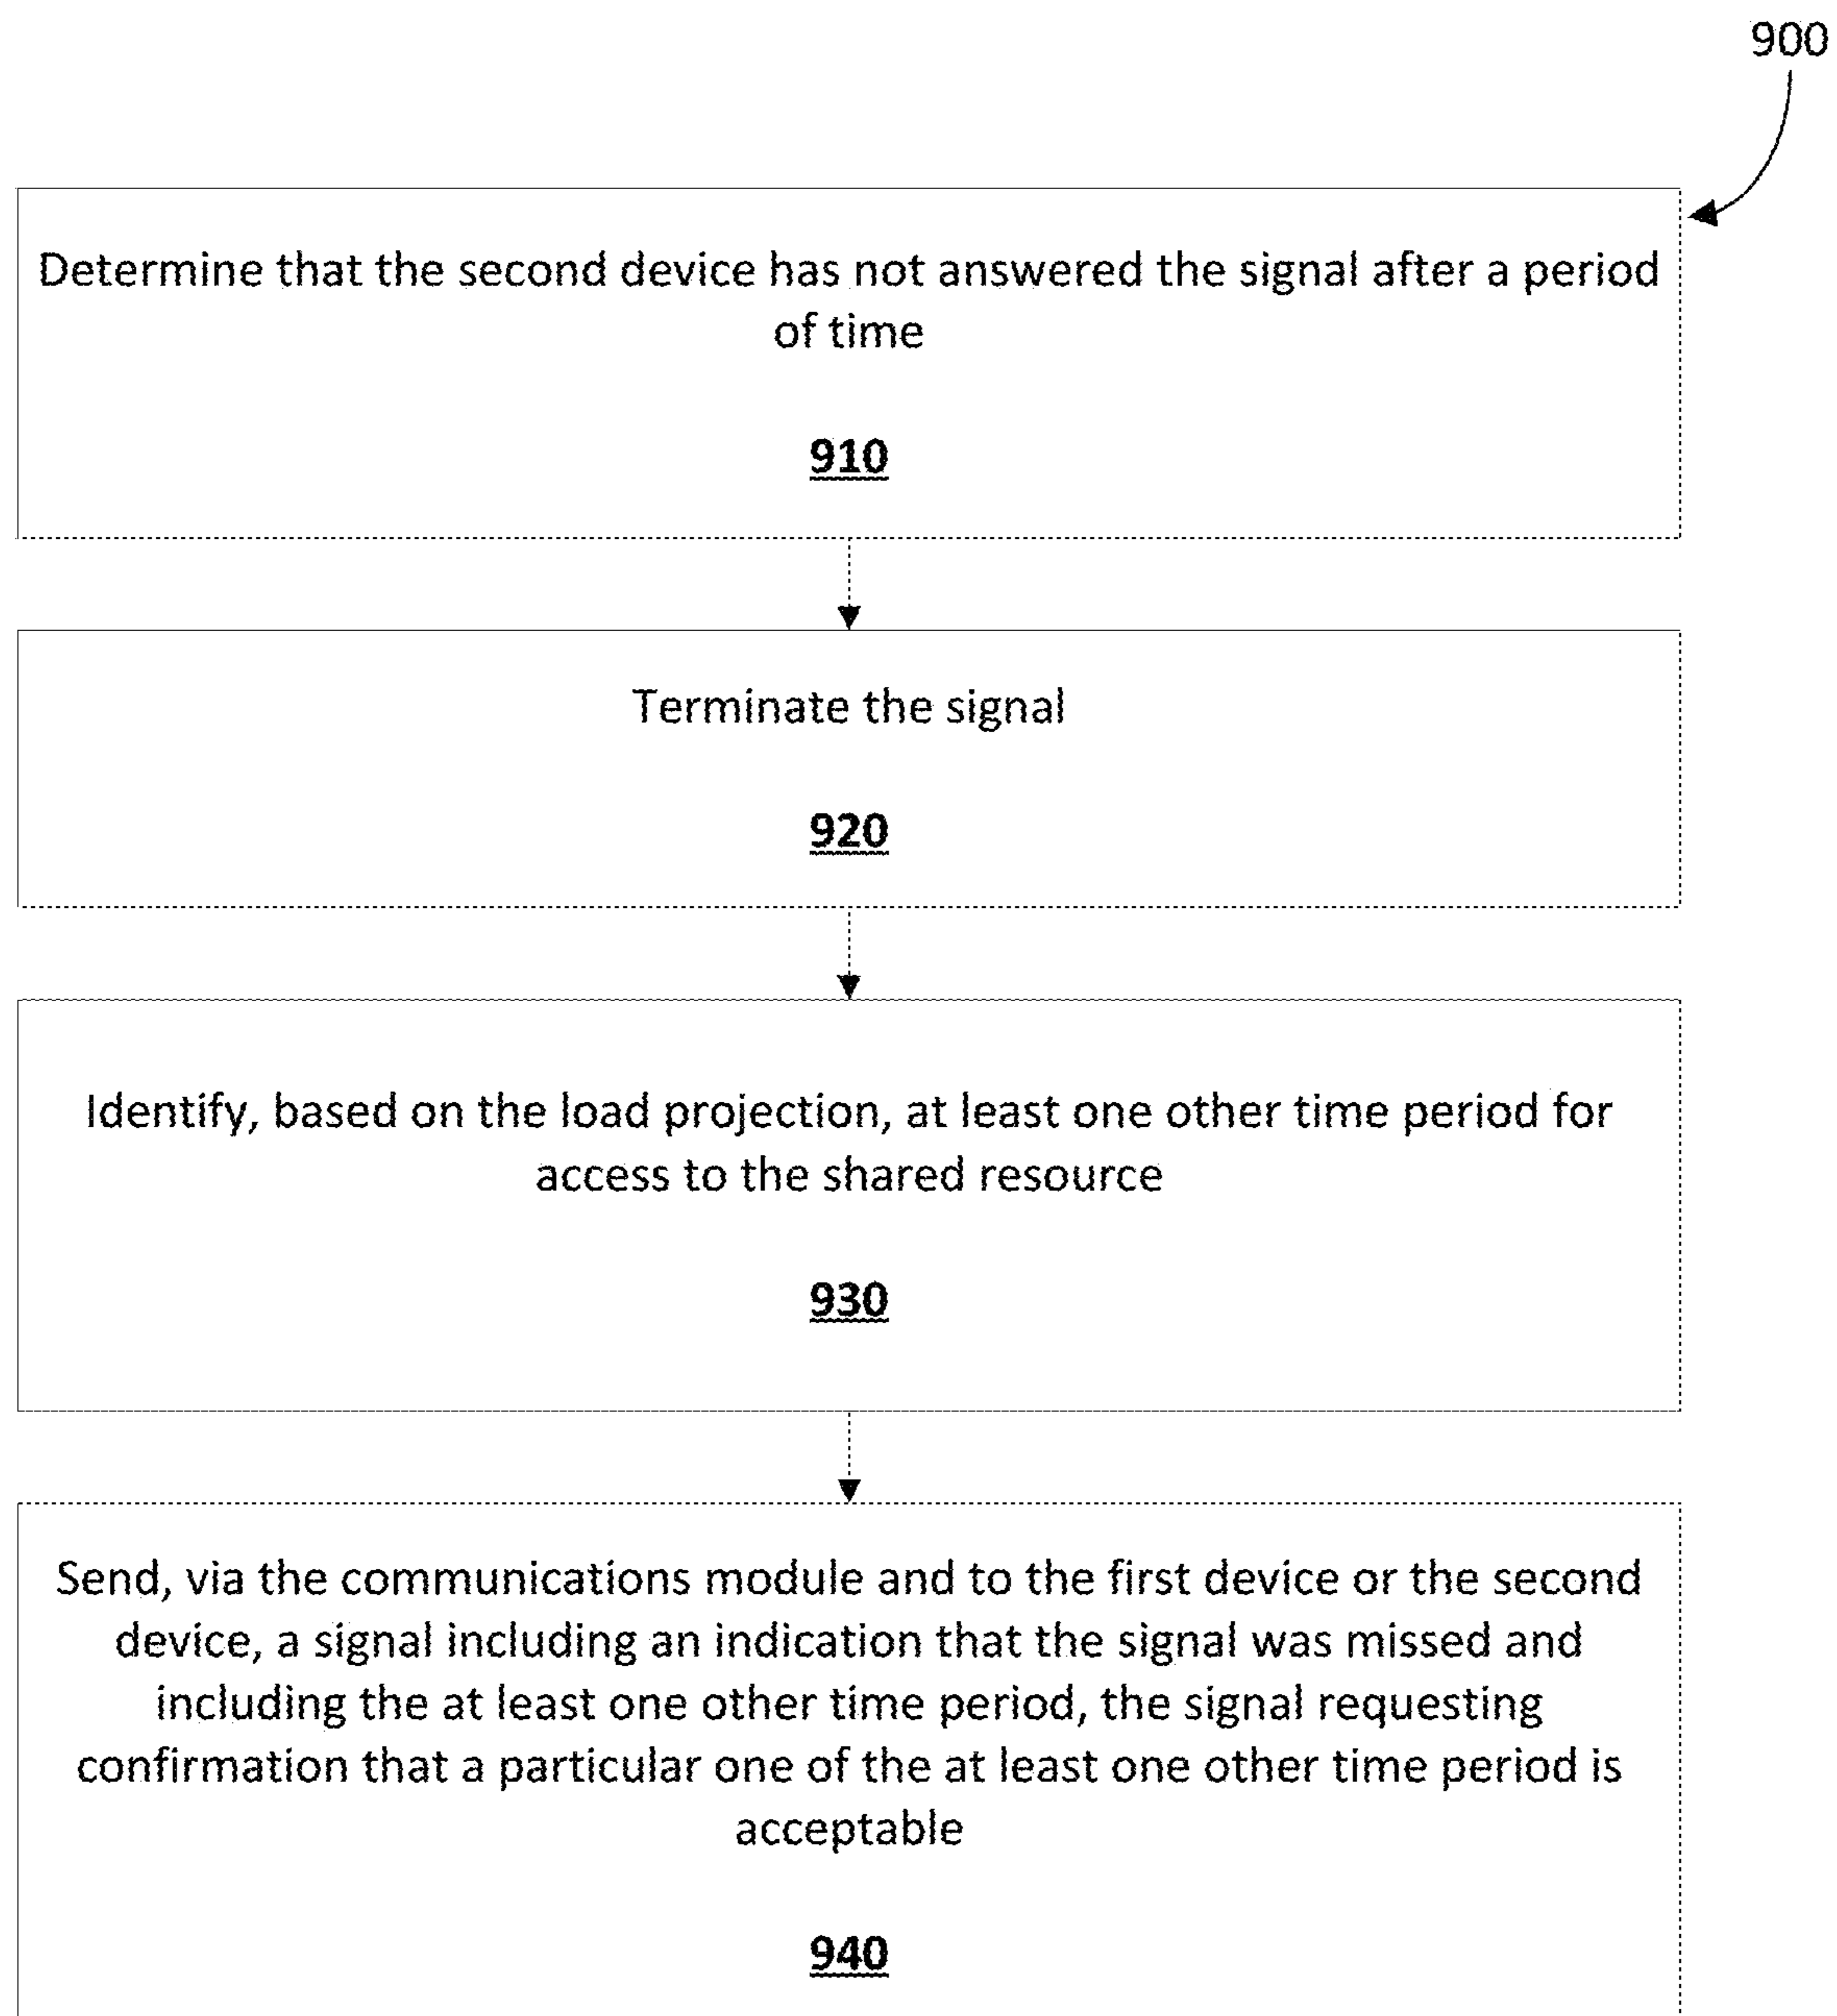 900
Determine that the second device has not answered the signal after a period
of time
910
Terminate the signal
920
Identify, based on the load projection, at least one other time period for
access to the shared resource
930
Send, via the communications module and to the first device or the second
device, a signal including an indication that the signal was missed and
including the at least one other time period, the signal requesting
confirmation that a particular one of the at least one other time period is
acceptable
940